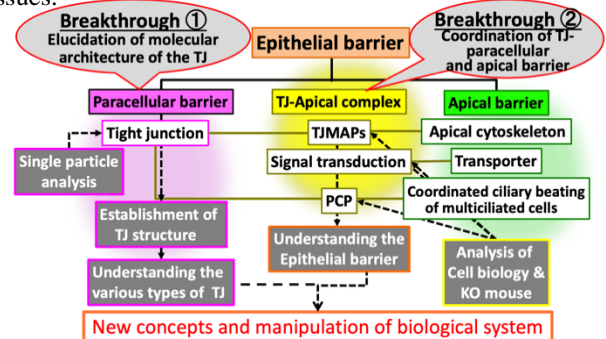 issues.
Breakthrough ①
Elucidation of molecular
architecture of the TJ
Breakthrough ②
Coordination of TJ-
paracellular
and apical barrier
Epithelial barrier
Paracellular barrier
TJ-Apical complex
Apical barrier
Tight junction
TJMAPs
Apical cytoskeleton
Single particle
analysis
Signal transduction
Transporter
PCP
Coordinated ciliary beating
of multiciliated cells
Establishment of
TJ structure
Understanding the
Epithelial barrier
Analysis of
Cell biology &
KO mouse
Understanding the
various types of TJ
New concepts and manipulation of biological system